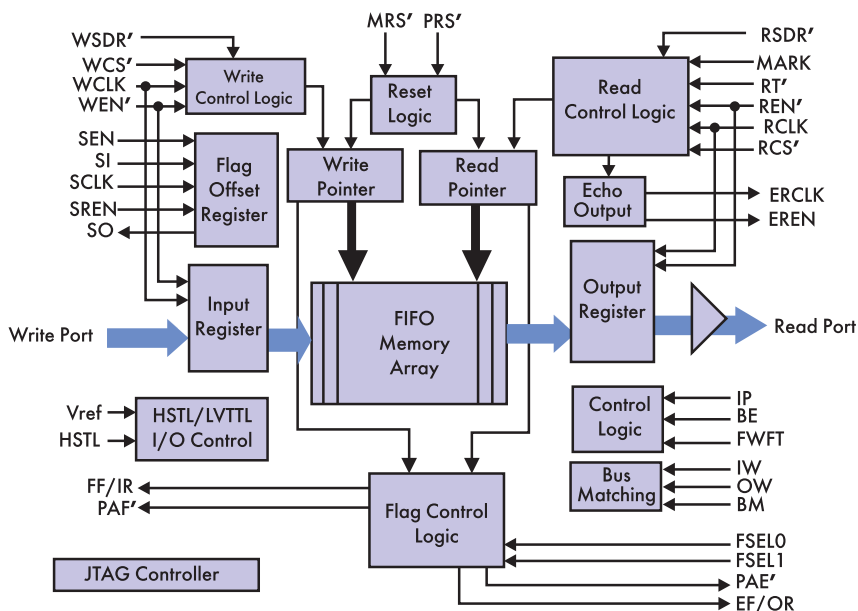 MRS′ PRS′
WSDR′
RSDR′
WCS′
WCLK
WEN′
Write
Control Logic
Reset
Logic
Read
Control Logic
MARK
RT′
REN′
RCLK
RCS′
SEN
SI
SCLK
SREN
SO
Flag
Offset
Register
Write
Pointer
Read
Pointer
Echo
Output
ERCLK
EREN
Write Port
Input
Register
FIFO
Memory
Array
Output
Register
Read Port
Vref
HSTL
HSTL/LVTTL
I/O Control
Control
Logic
IP
BE
FWFT
Bus
Matching
IW
OW
BM
FF/IR
PAF′
Flag Control
Logic
FSEL0
FSEL1
PAE′
EF/OR
JTAG Controller